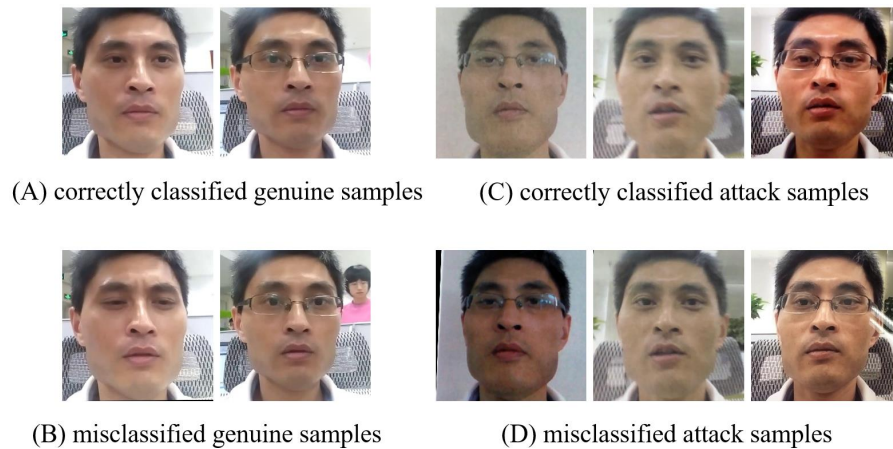 (A) correctly classified genuine samples
(C) correctly classified attack samples
(B) misclassified genuine samples
(D) misclassified attack samples